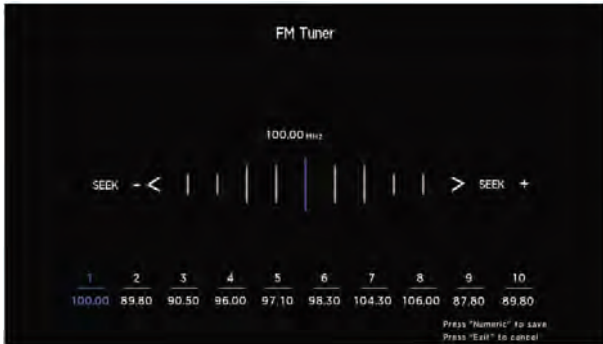 FM Tuner
100.00 MHz
SEEK - < > SEEK +
1 2 3 4 5 6 7 8 9 10
100.00 89.80 90.50 96.00 97.10 98.30 104.30 106.00 87.80 89.80
Press "Numeric" to save
Press "Exit" to cancel